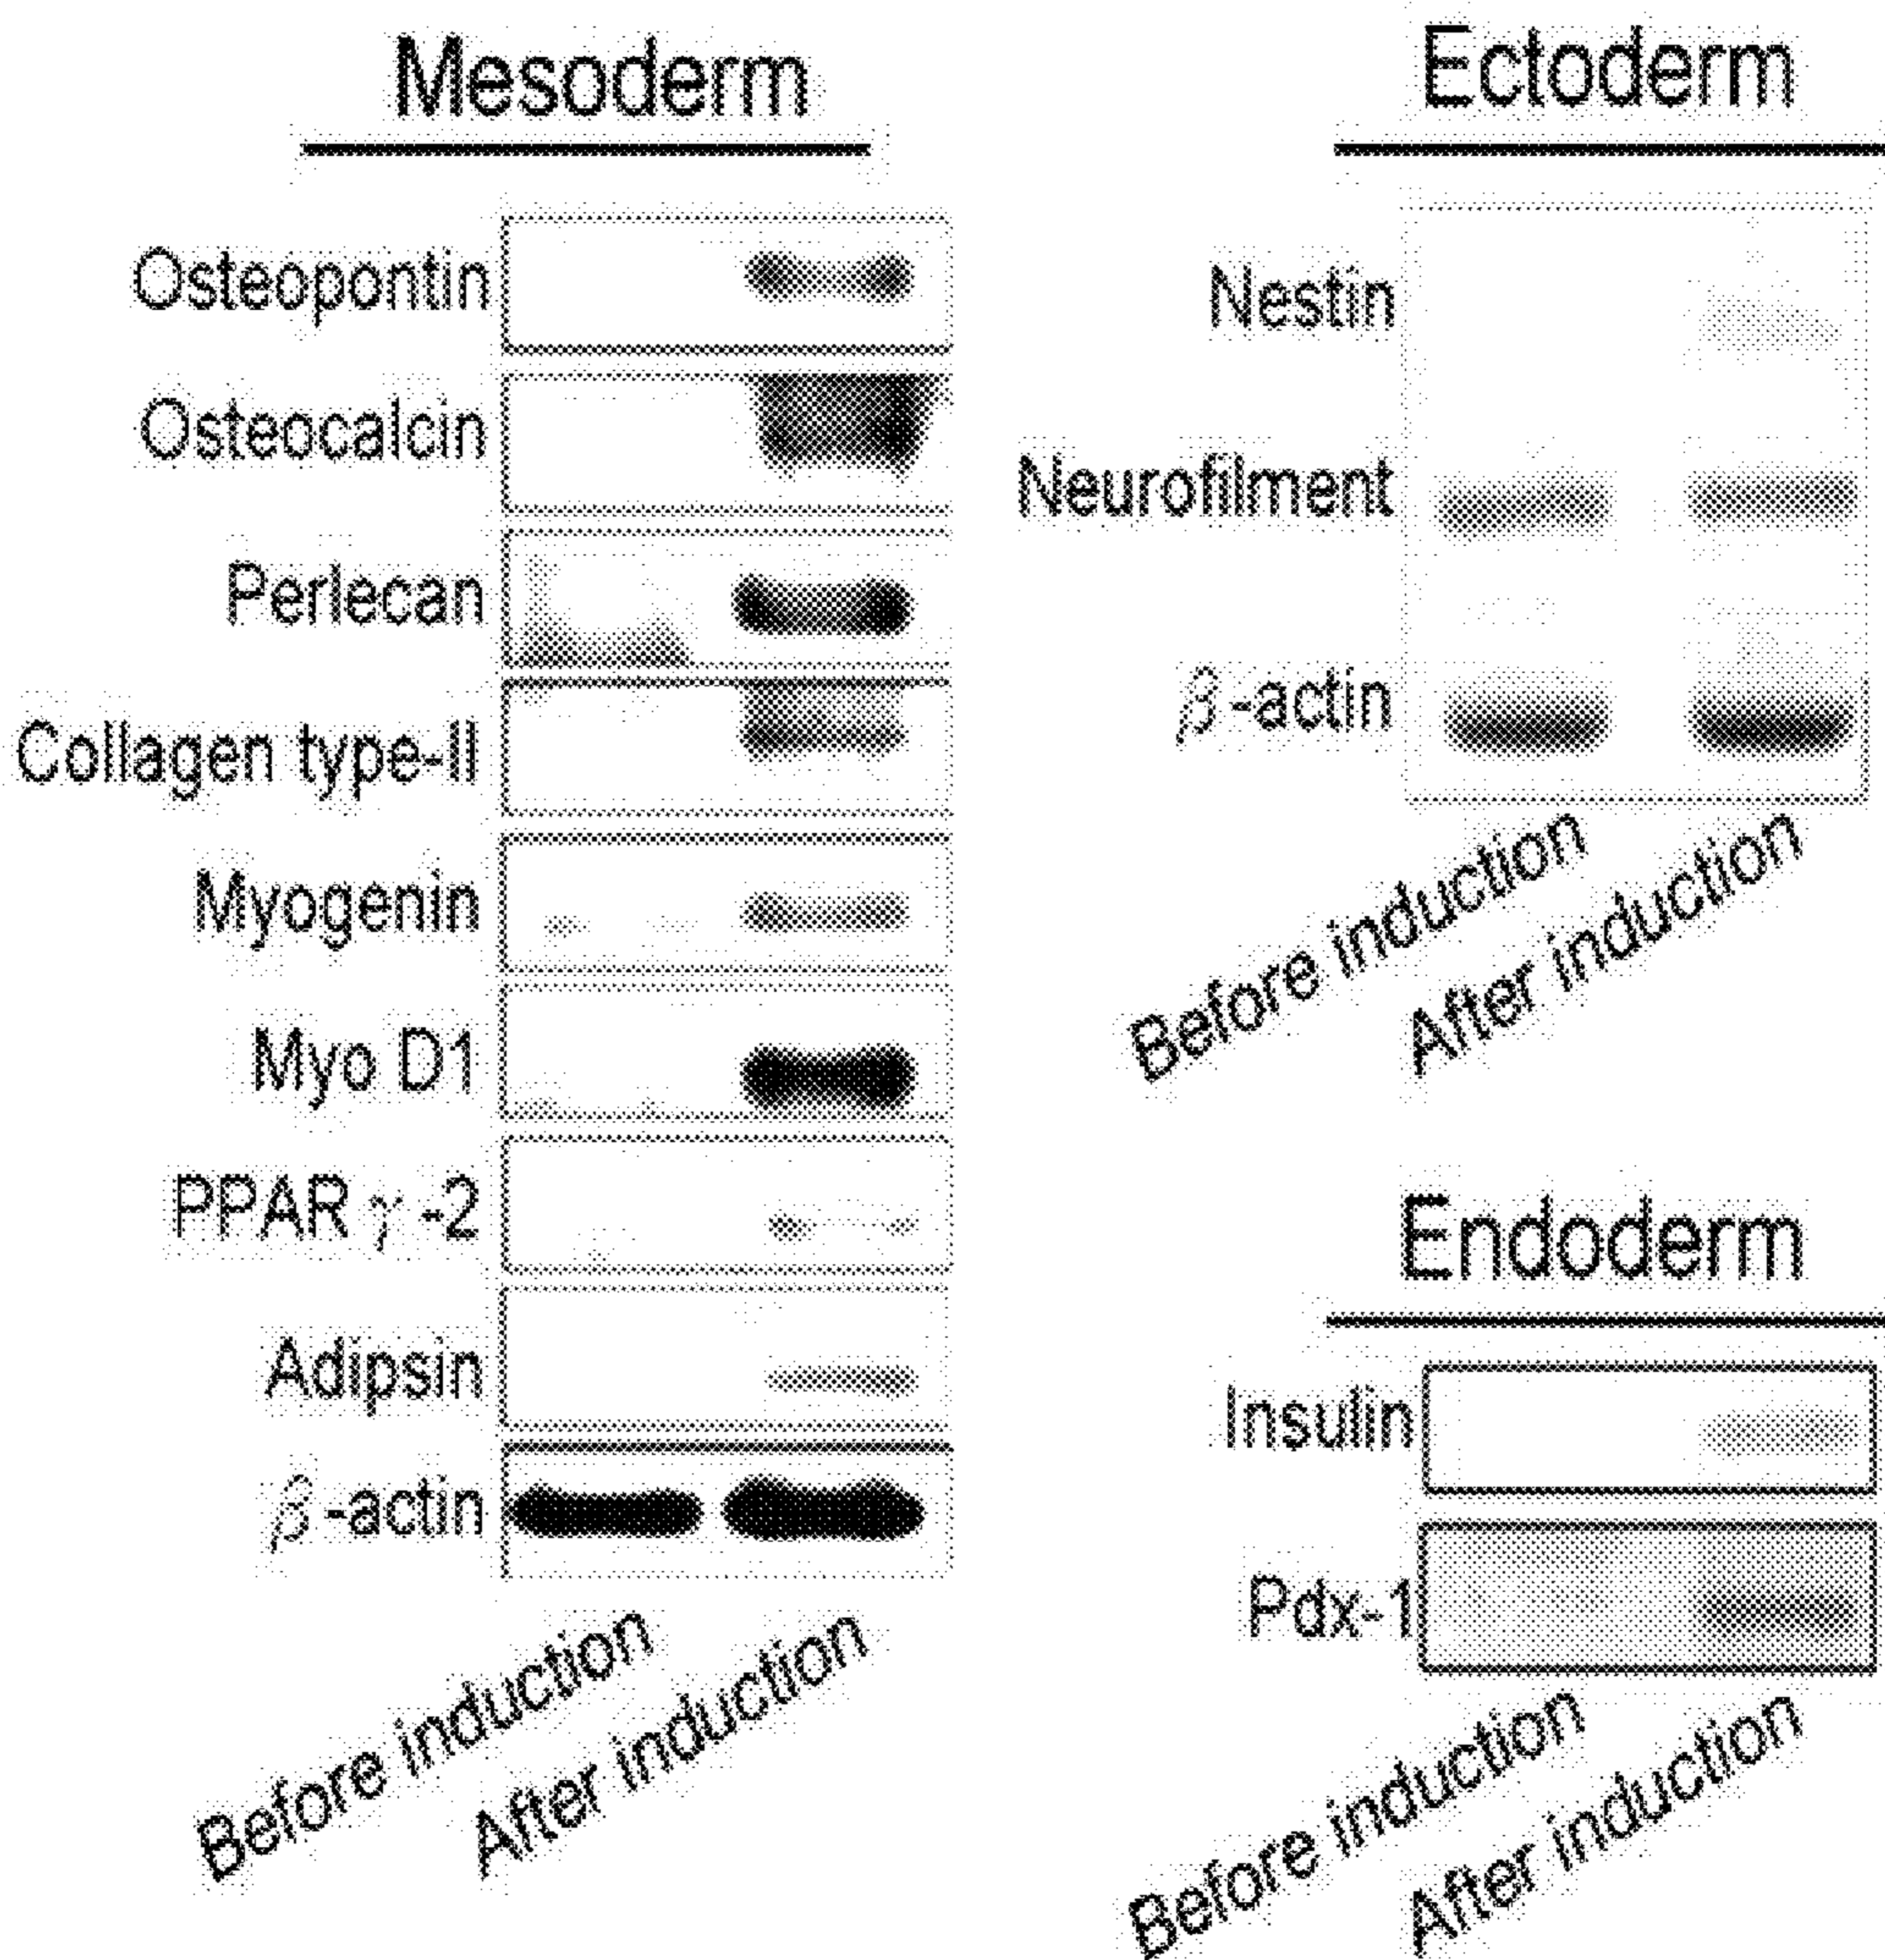 Mesoderm
Osteopontin
Osteocalcin
Perlecan
Collagen type-II
Myogenin
Myo D1
PPAR γ -2
Adipsin
β -actin
Before induction
After induction
Ectoderm
Nestin
Neurofilment
β -actin
Before induction
After induction
Endoderm
Insulin
Pdx-1
Before induction
After induction